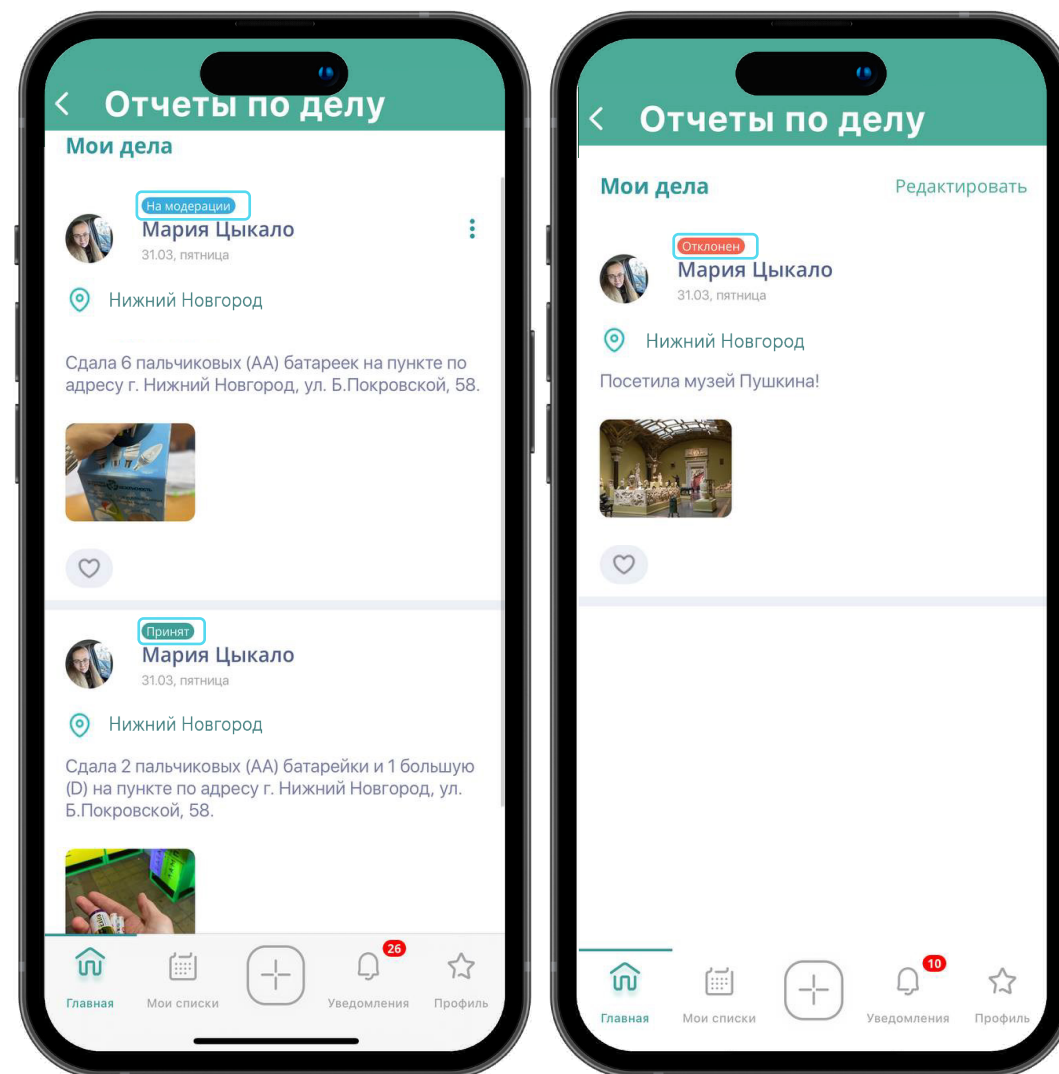 Отчеты по делу
Мои дела
На модерации
Мария Цыкало
31.03, пятница
Нижний Новгород
Сдала 6 пальчиковых (АА) батареек на пункте по
адресу г. Нижний Новгород, ул. Б.Покровской, 58.
Принят
Мария Цыкало
31.03, пятница
Нижний Новгород
Сдала 2 пальчиковых (АА) батарейки и 1 большую
(D) на пункте по адресу г. Нижний Новгород, ул.
Б.Покровской, 58.
26
Главная
Мои списки
Уведомления
Профиль
Отчеты по делу
Мои дела
Редактировать
Отклонен
Мария Цыкало
31.03, пятница
Нижний Новгород
Посетила музей Пушкина!
10
Главная
Мои списки
Уведомления
Профиль